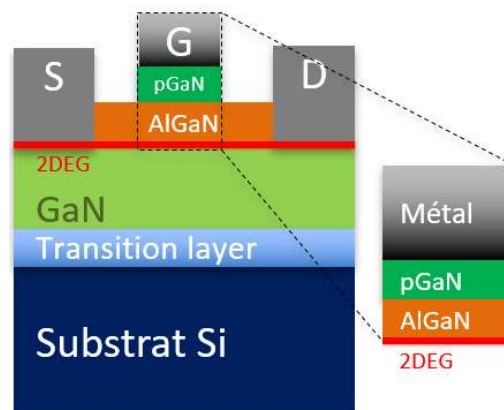 G
S
D
pGaN
AlGaN
2DEG
GaN
Transition layer
Substrat Si
Métal
pGaN
AlGaN
2DEG